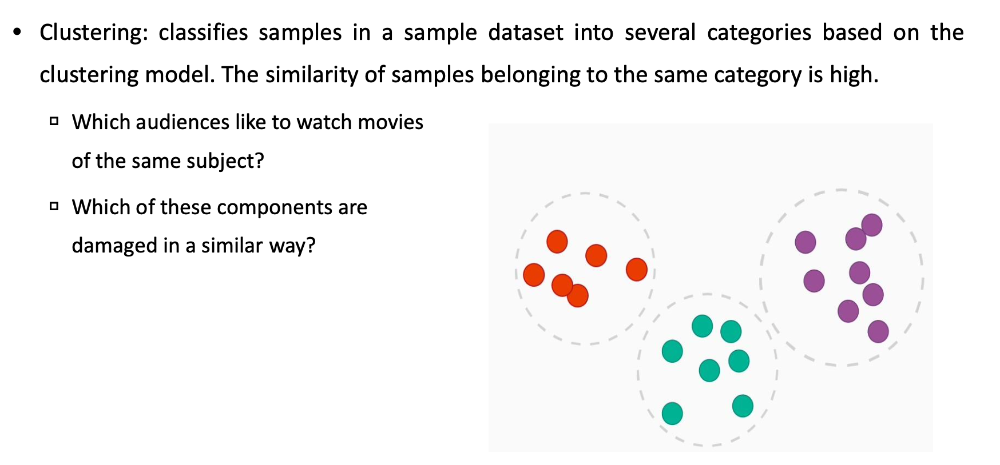 • Clustering: classifies samples in a sample dataset into several categories based on the
clustering model. The similarity of samples belonging to the same category is high.
▫ Which audiences like to watch movies
of the same subject?
▫ Which of these components are
damaged in a similar way?